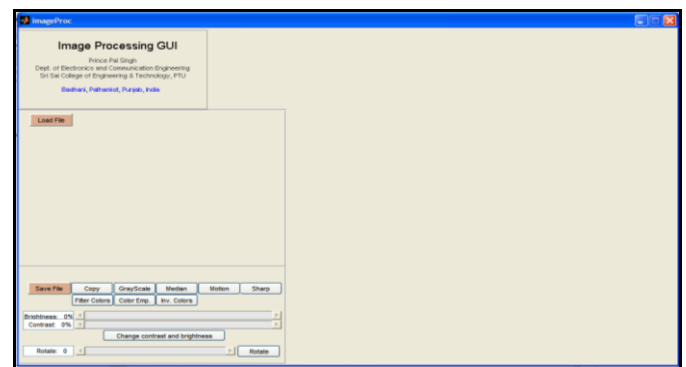 ImageProc
Image Processing GUI
Prince Pal Singh
Dept. of Electronics and Communication Engineering
Sri Sai College of Engineering & Technology, PTU
Badhani, Pathankot, Punjab, India
Load File
Save File Copy GrayScale Median Motion Sharp
Filter Colors Color Emp. Inv. Colors
Brightness: 0%
Contrast: 0%
Change contrast and brightness
Rotate: 0 Rotate